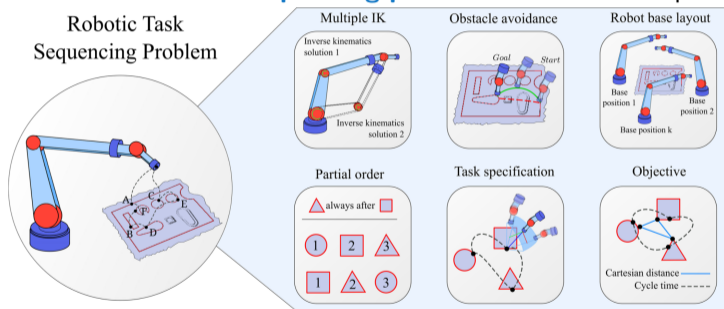 Robotic Task
Sequencing Problem
A
C
E
F
B
D
Multiple IK
Inverse kinematics
solution 1
Inverse kinematics
solution 2
Obstacle avoidance
Goal
Start
Robot base layout
Base
position 1
Base
position 2
Base position k
Partial order
always after
1 2 3
1 2 3
Task specification
Objective
Cartesian distance
Cycle time